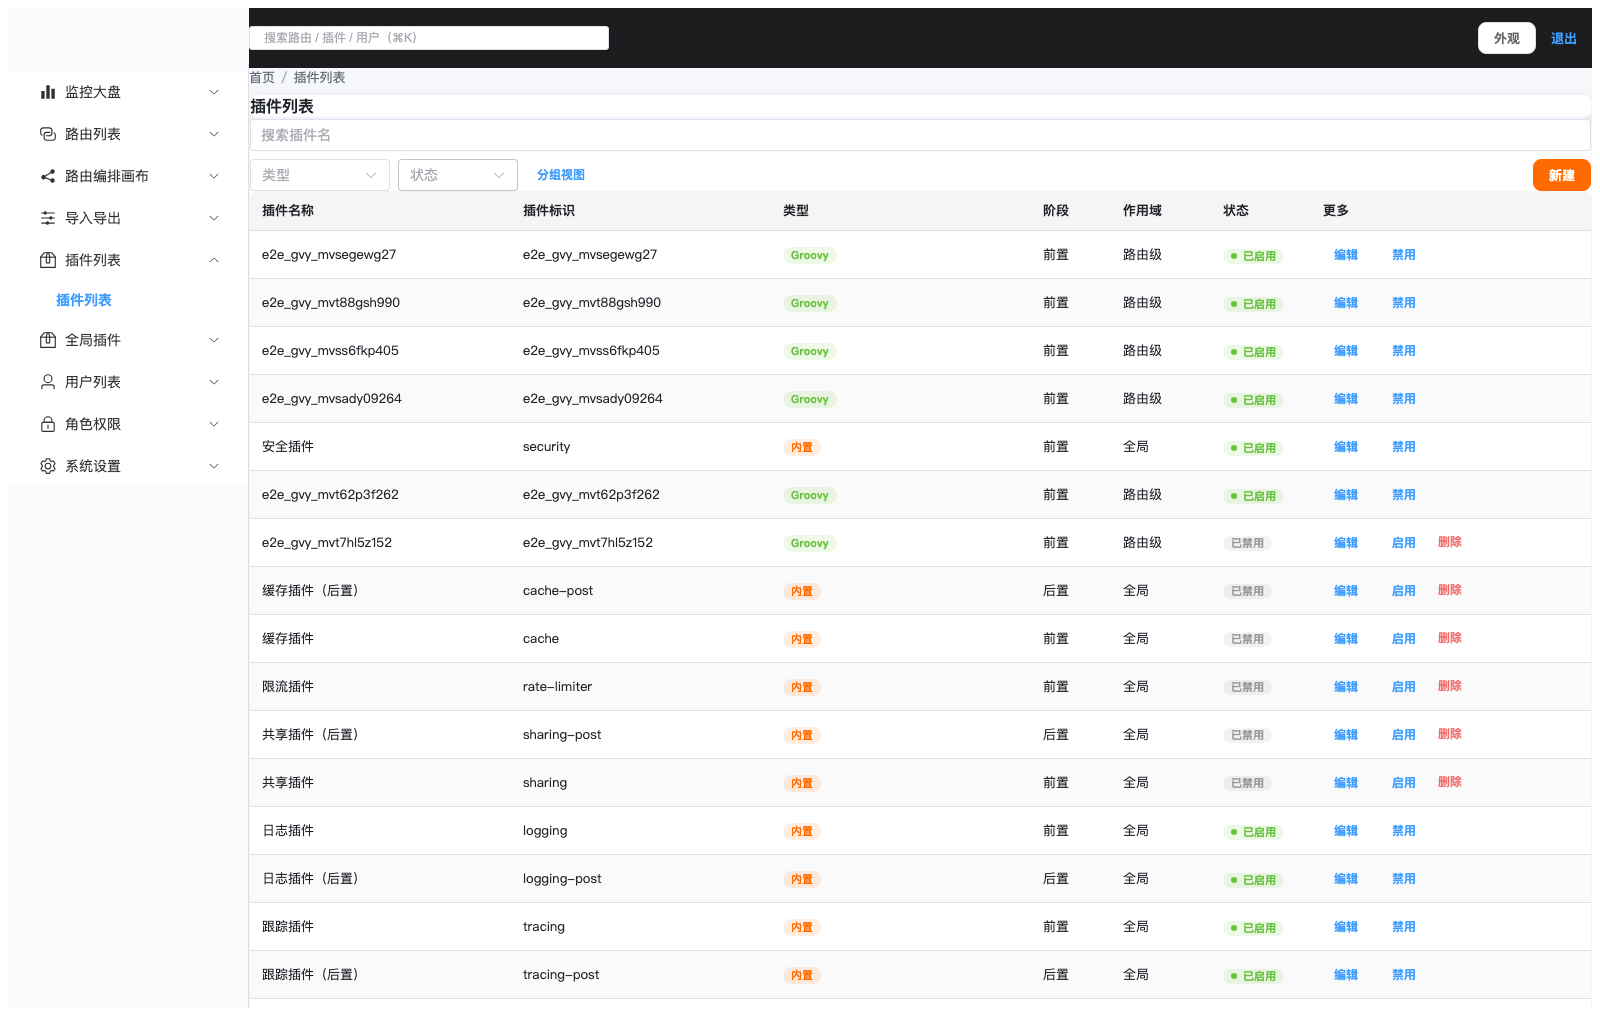 搜索路由 / 插件 / 用户（⌘K）
外观 退出
监控大盘
路由列表
路由编排画布
导入导出
插件列表
插件列表
全局插件
用户列表
角色权限
系统设置
首页 / 插件列表
插件列表
搜索插件名
类型 状态 分组视图 新建
插件名称 插件标识 类型 阶段 作用域 状态 更多
e2e_gvy_mvsegewg27 e2e_gvy_mvsegewg27 Groovy 前置 路由级 已启用 编辑 禁用
e2e_gvy_mvt88gsh990 e2e_gvy_mvt88gsh990 Groovy 前置 路由级 已启用 编辑 禁用
e2e_gvy_mvss6fkp405 e2e_gvy_mvss6fkp405 Groovy 前置 路由级 已启用 编辑 禁用
e2e_gvy_mvsady09264 e2e_gvy_mvsady09264 Groovy 前置 路由级 已启用 编辑 禁用
安全插件 security 内置 前置 全局 已启用 编辑 禁用
e2e_gvy_mvt62p3f262 e2e_gvy_mvt62p3f262 Groovy 前置 路由级 已启用 编辑 禁用
e2e_gvy_mvt7hl5z152 e2e_gvy_mvt7hl5z152 Groovy 前置 路由级 已禁用 编辑 启用 删除
缓存插件（后置） cache-post 内置 后置 全局 已禁用 编辑 启用 删除
缓存插件 cache 内置 前置 全局 已禁用 编辑 启用 删除
限流插件 rate-limiter 内置 前置 全局 已禁用 编辑 启用 删除
共享插件（后置） sharing-post 内置 后置 全局 已禁用 编辑 启用 删除
共享插件 sharing 内置 前置 全局 已禁用 编辑 启用 删除
日志插件 logging 内置 前置 全局 已启用 编辑 禁用
日志插件（后置） logging-post 内置 后置 全局 已启用 编辑 禁用
跟踪插件 tracing 内置 前置 全局 已启用 编辑 禁用
跟踪插件（后置） tracing-post 内置 后置 全局 已启用 编辑 禁用